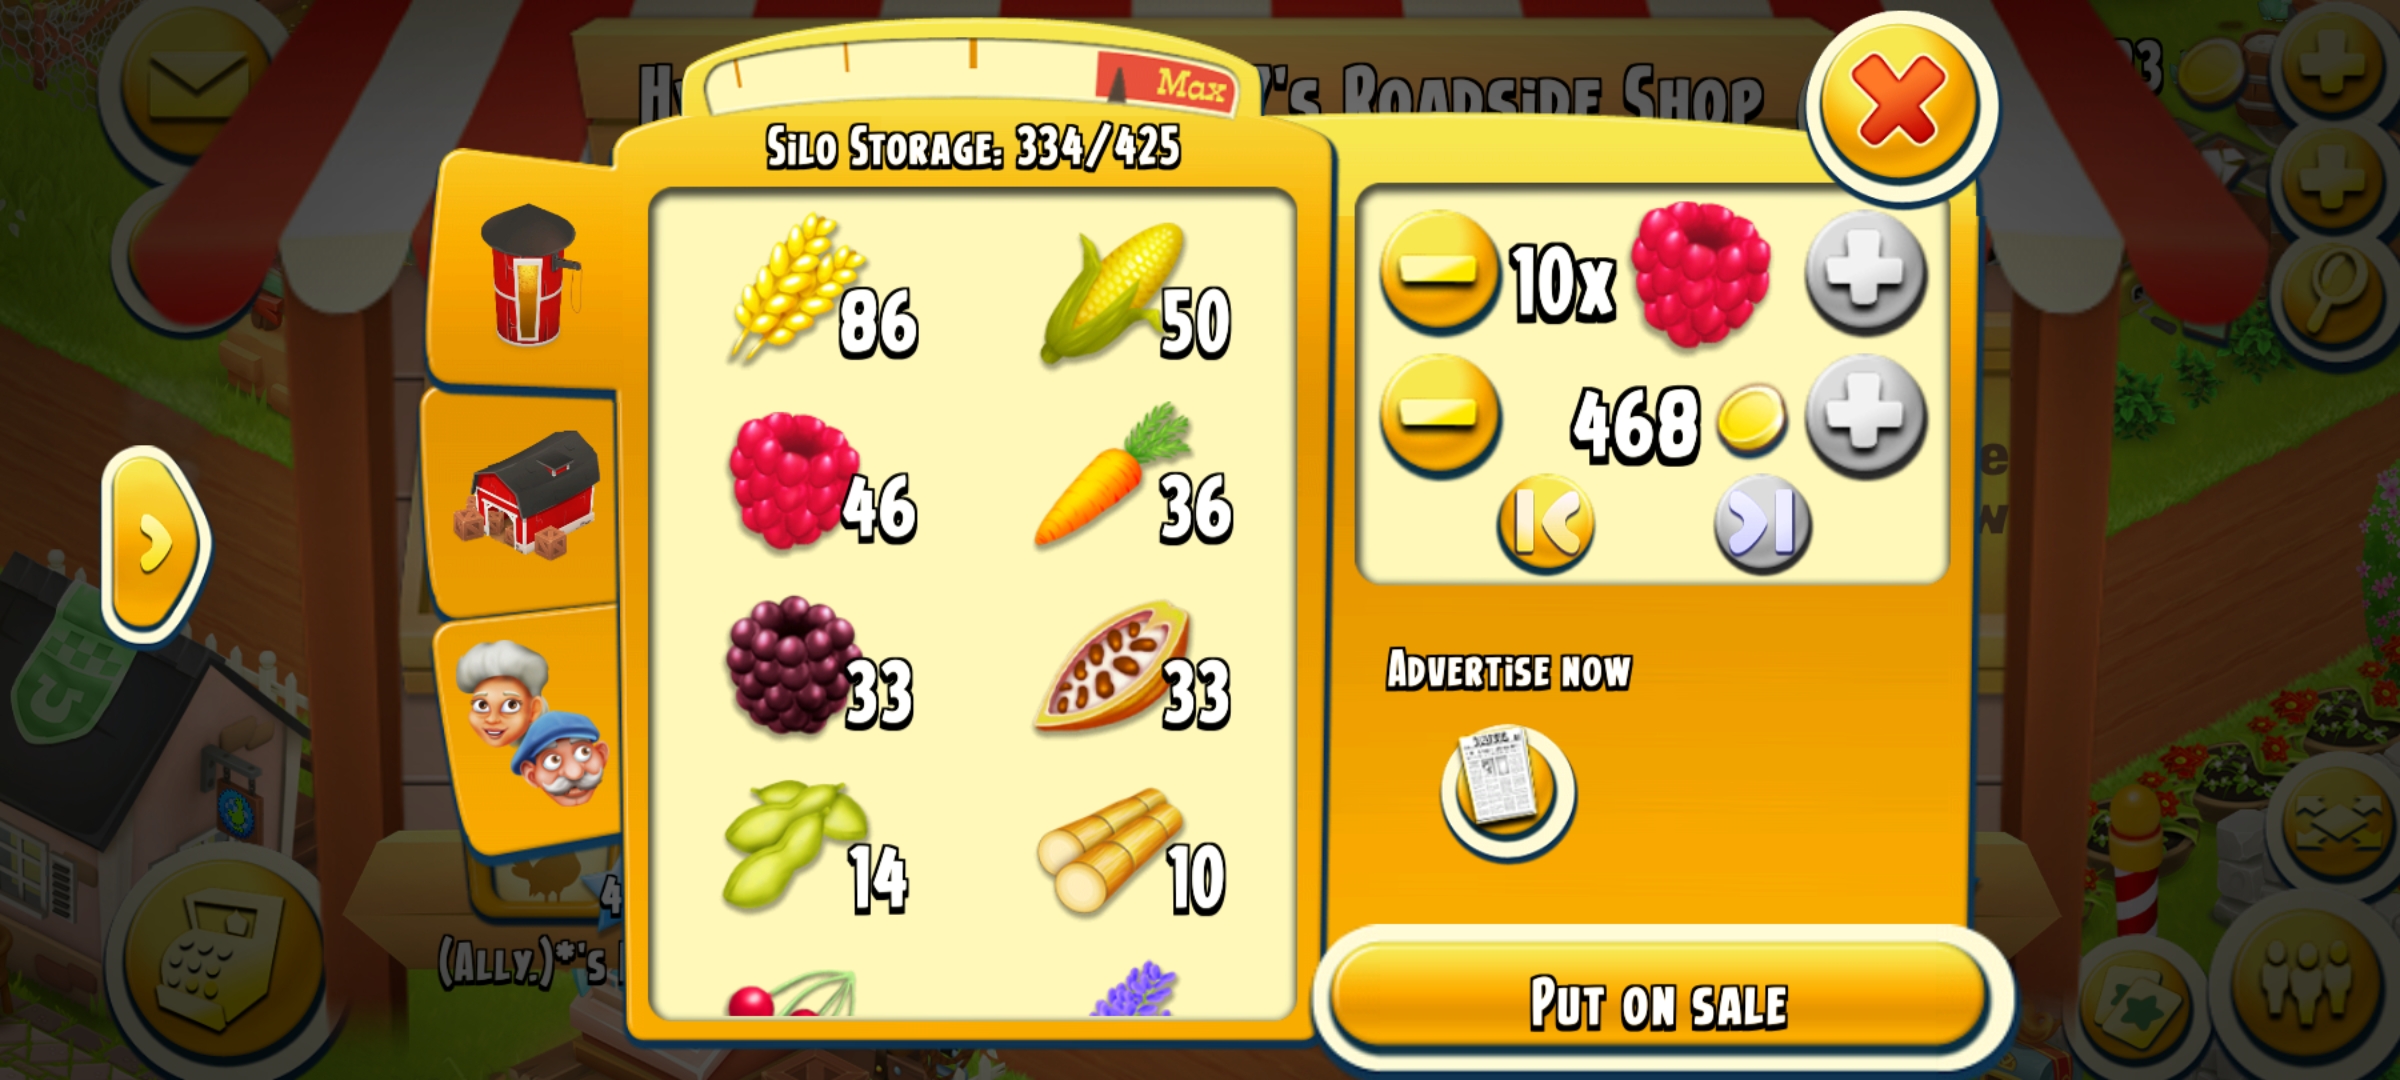 Max
'S ROADSIDE SHOP
SILO STORAGE: 334/425
86
50
10x
468
46
36
33
33
ADVERTISE NOW
14
10
PUT ON SALE
(ALLY.)*'S